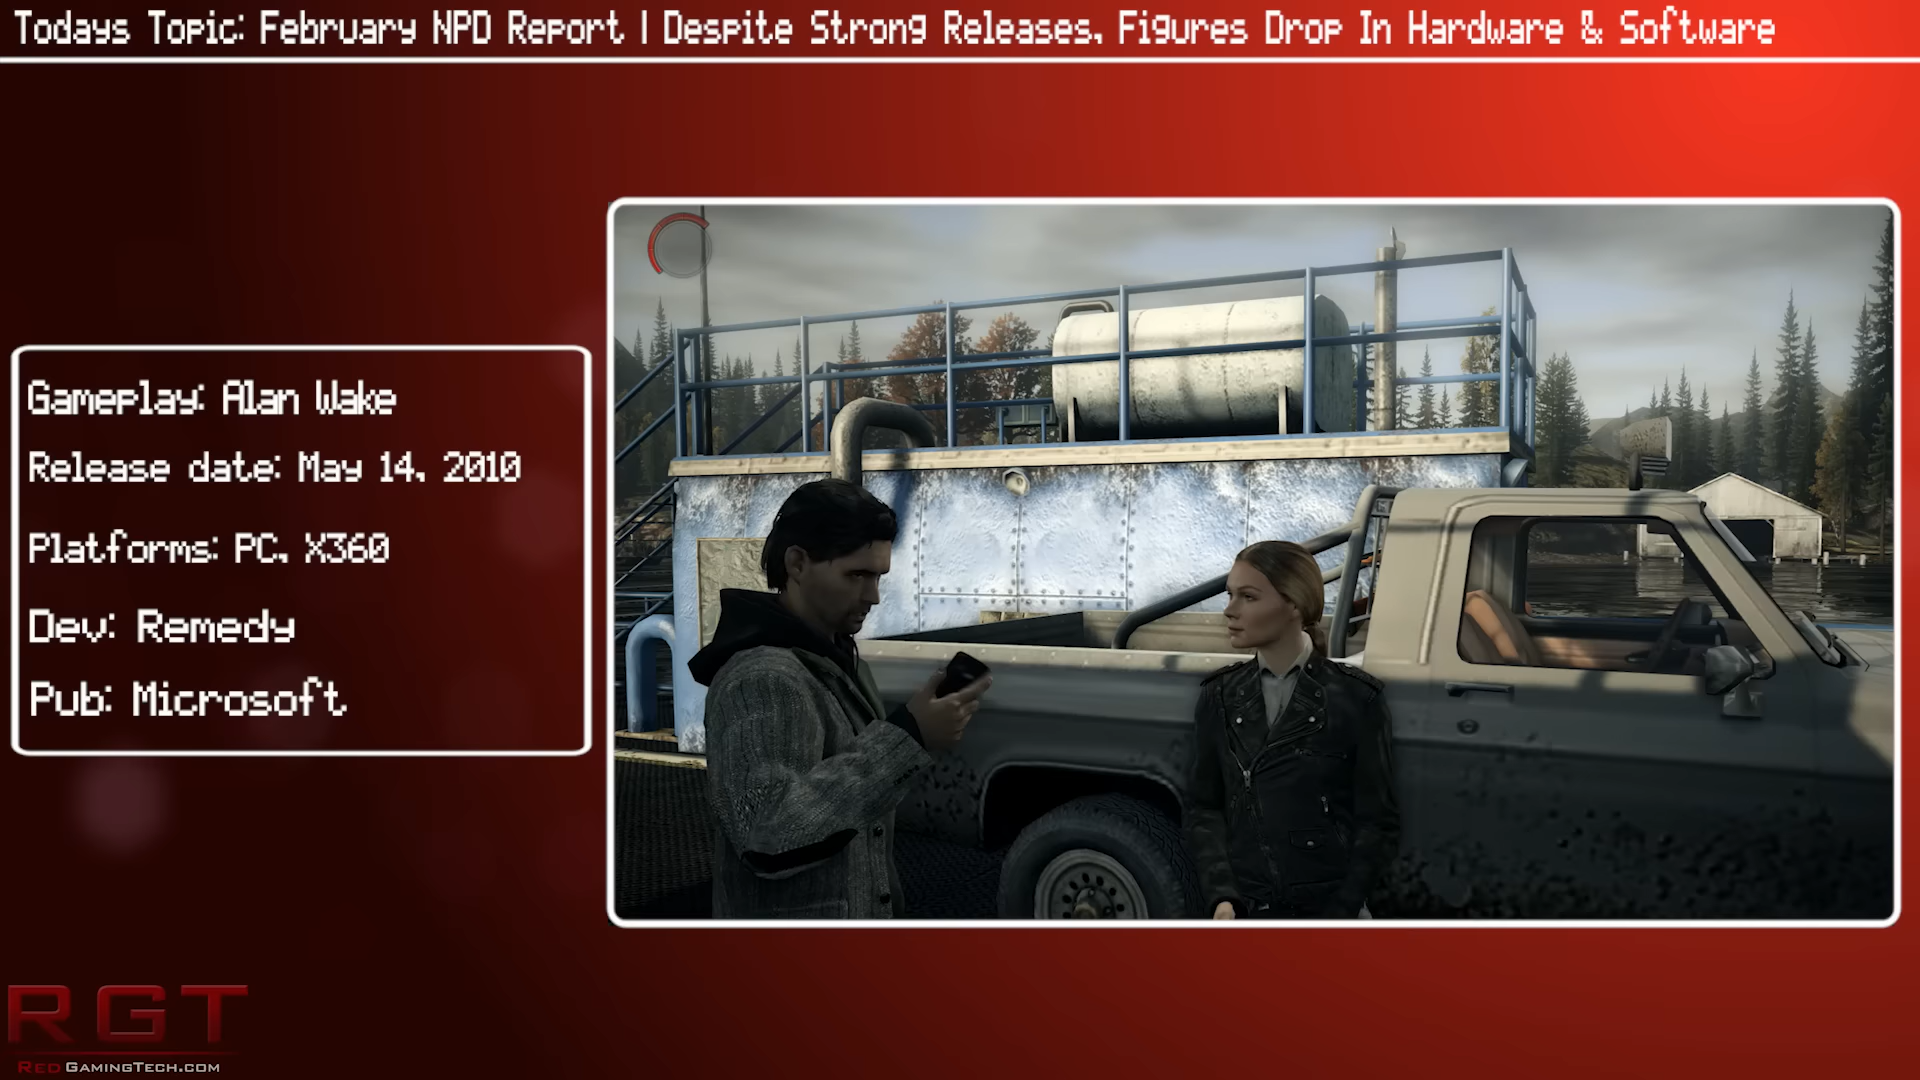 Todays Topic: February NPD Report | Despite Strong Releases, Figures Drop In Hardware & Software
Gameplay: Alan Wake
Release date: May 14, 2010
Platforms: PC, X360
Dev: Remedy
Pub: Microsoft
RGT
REDGAMINGTECH.COM